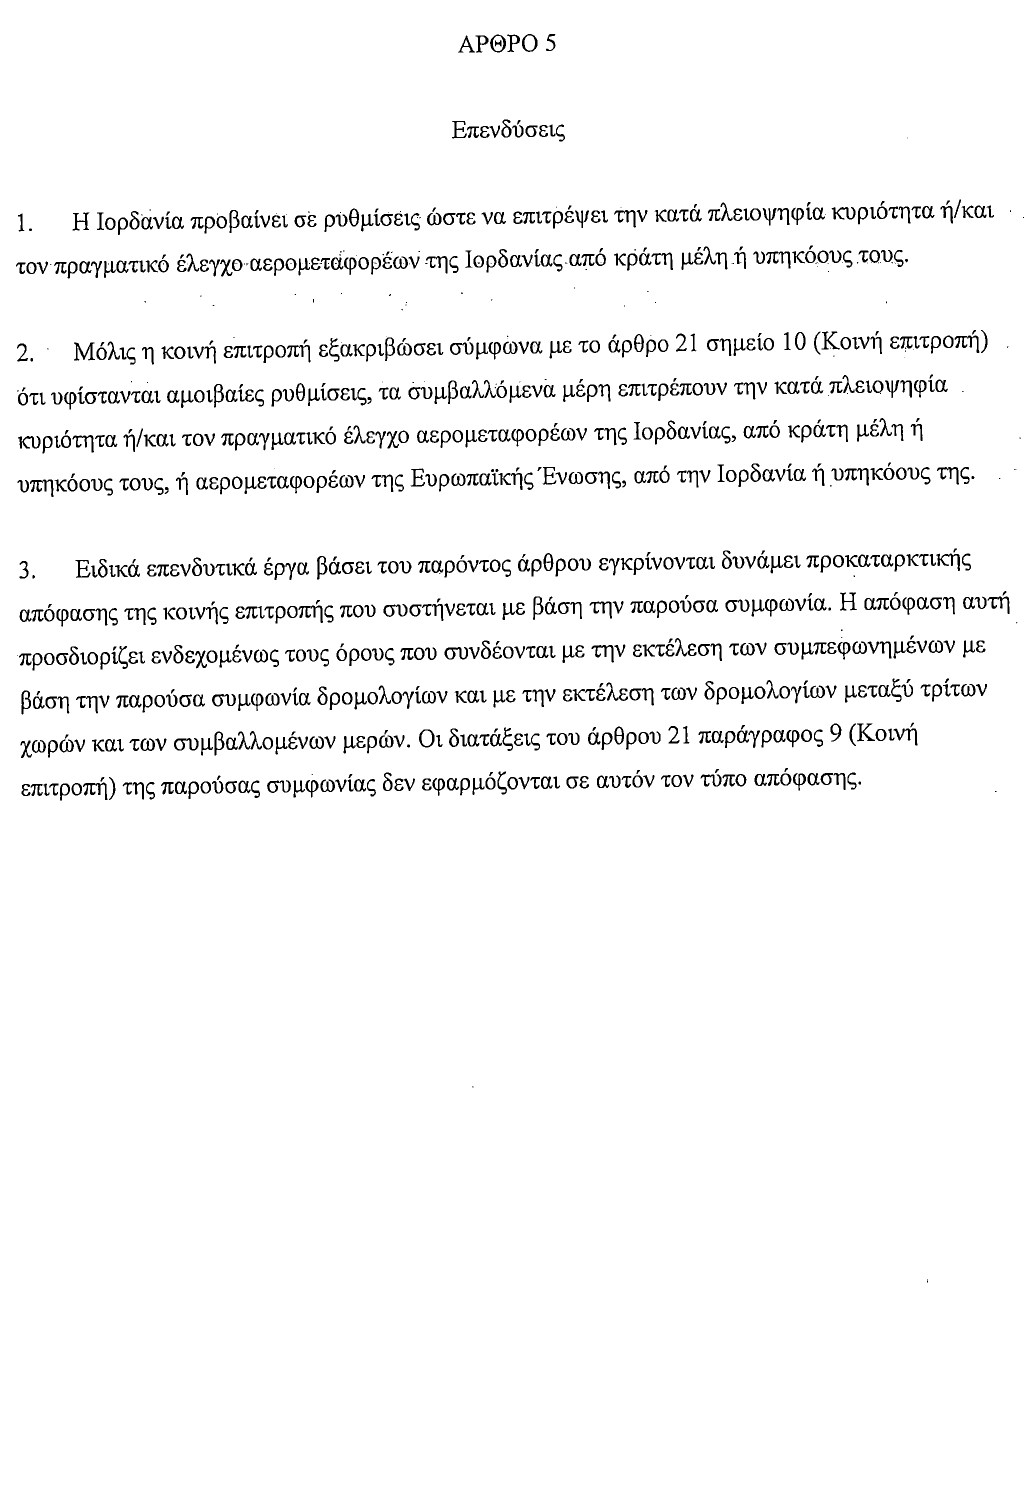 ΑΡΘΡΟ 5
Επενδύσεις
1. Η Ιορδανία προβαίνει σε ρυθμίσεις ώστε να επιτρέψει την κατά πλειοψηφία κυριότητα ή/και
τον πραγματικό έλεγχο αερομεταφορέων της Ιορδανίας από κράτη μέλη ή υπηκόους τους.
2. Μόλις η κοινή επιτροπή εξακριβώσει σύμφωνα με το άρθρο 21 σημείο 10 (Κοινή επιτροπή)
ότι υφίστανται αμοιβαίες ρυθμίσεις, τα συμβαλλόμενα μέρη επιτρέπουν την κατά πλειοψηφία
κυριότητα ή/και τον πραγματικό έλεγχο αερομεταφορέων της Ιορδανίας, από κράτη μέλη ή
υπηκόους τους, ή αερομεταφορέων της Ευρωπαϊκής Ένωσης, από την Ιορδανία ή υπηκόους της.
3. Ειδικά επενδυτικά έργα βάσει του παρόντος άρθρου εγκρίνονται δυνάμει προκαταρκτικής
απόφασης της κοινής επιτροπής που συστήνεται με βάση την παρούσα συμφωνία. Η απόφαση αυτή
προσδιορίζει ενδεχομένως τους όρους που συνδέονται με την εκτέλεση των συμπεφωνημένων με
βάση την παρούσα συμφωνία δρομολογίων και με την εκτέλεση των δρομολογίων μεταξύ τρίτων
χωρών και των συμβαλλομένων μερών. Οι διατάξεις του άρθρου 21 παράγραφος 9 (Κοινή
επιτροπή) της παρούσας συμφωνίας δεν εφαρμόζονται σε αυτόν τον τύπο απόφασης.